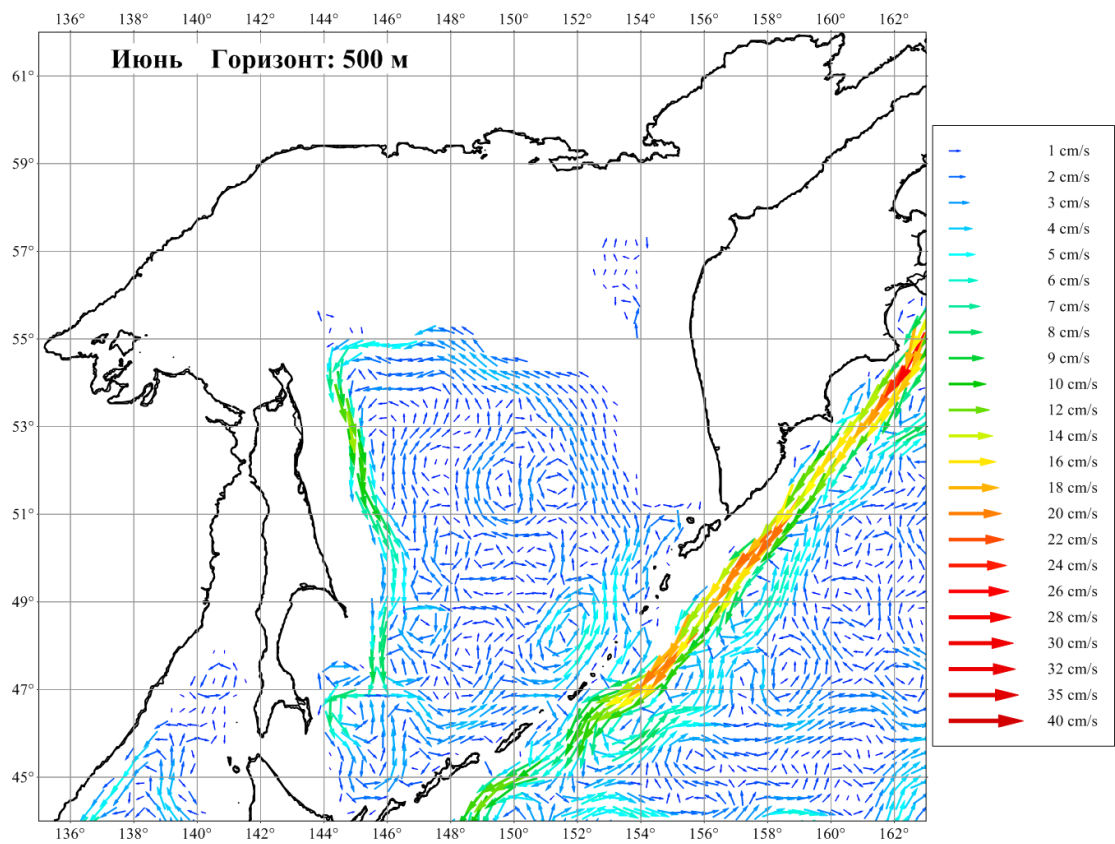 136° 138° 140° 142° 144° 146° 148° 150° 152° 154° 156° 158° 160° 162°
Июнь Горизонт: 500 м
61°
59°
57°
55°
53°
51°
49°
47°
45°
136° 138° 140° 142° 144° 146° 148° 150° 152° 154° 156° 158° 160° 162°
1 cm/s
2 cm/s
3 cm/s
4 cm/s
5 cm/s
6 cm/s
7 cm/s
8 cm/s
9 cm/s
10 cm/s
12 cm/s
14 cm/s
16 cm/s
18 cm/s
20 cm/s
22 cm/s
24 cm/s
26 cm/s
28 cm/s
30 cm/s
32 cm/s
35 cm/s
40 cm/s